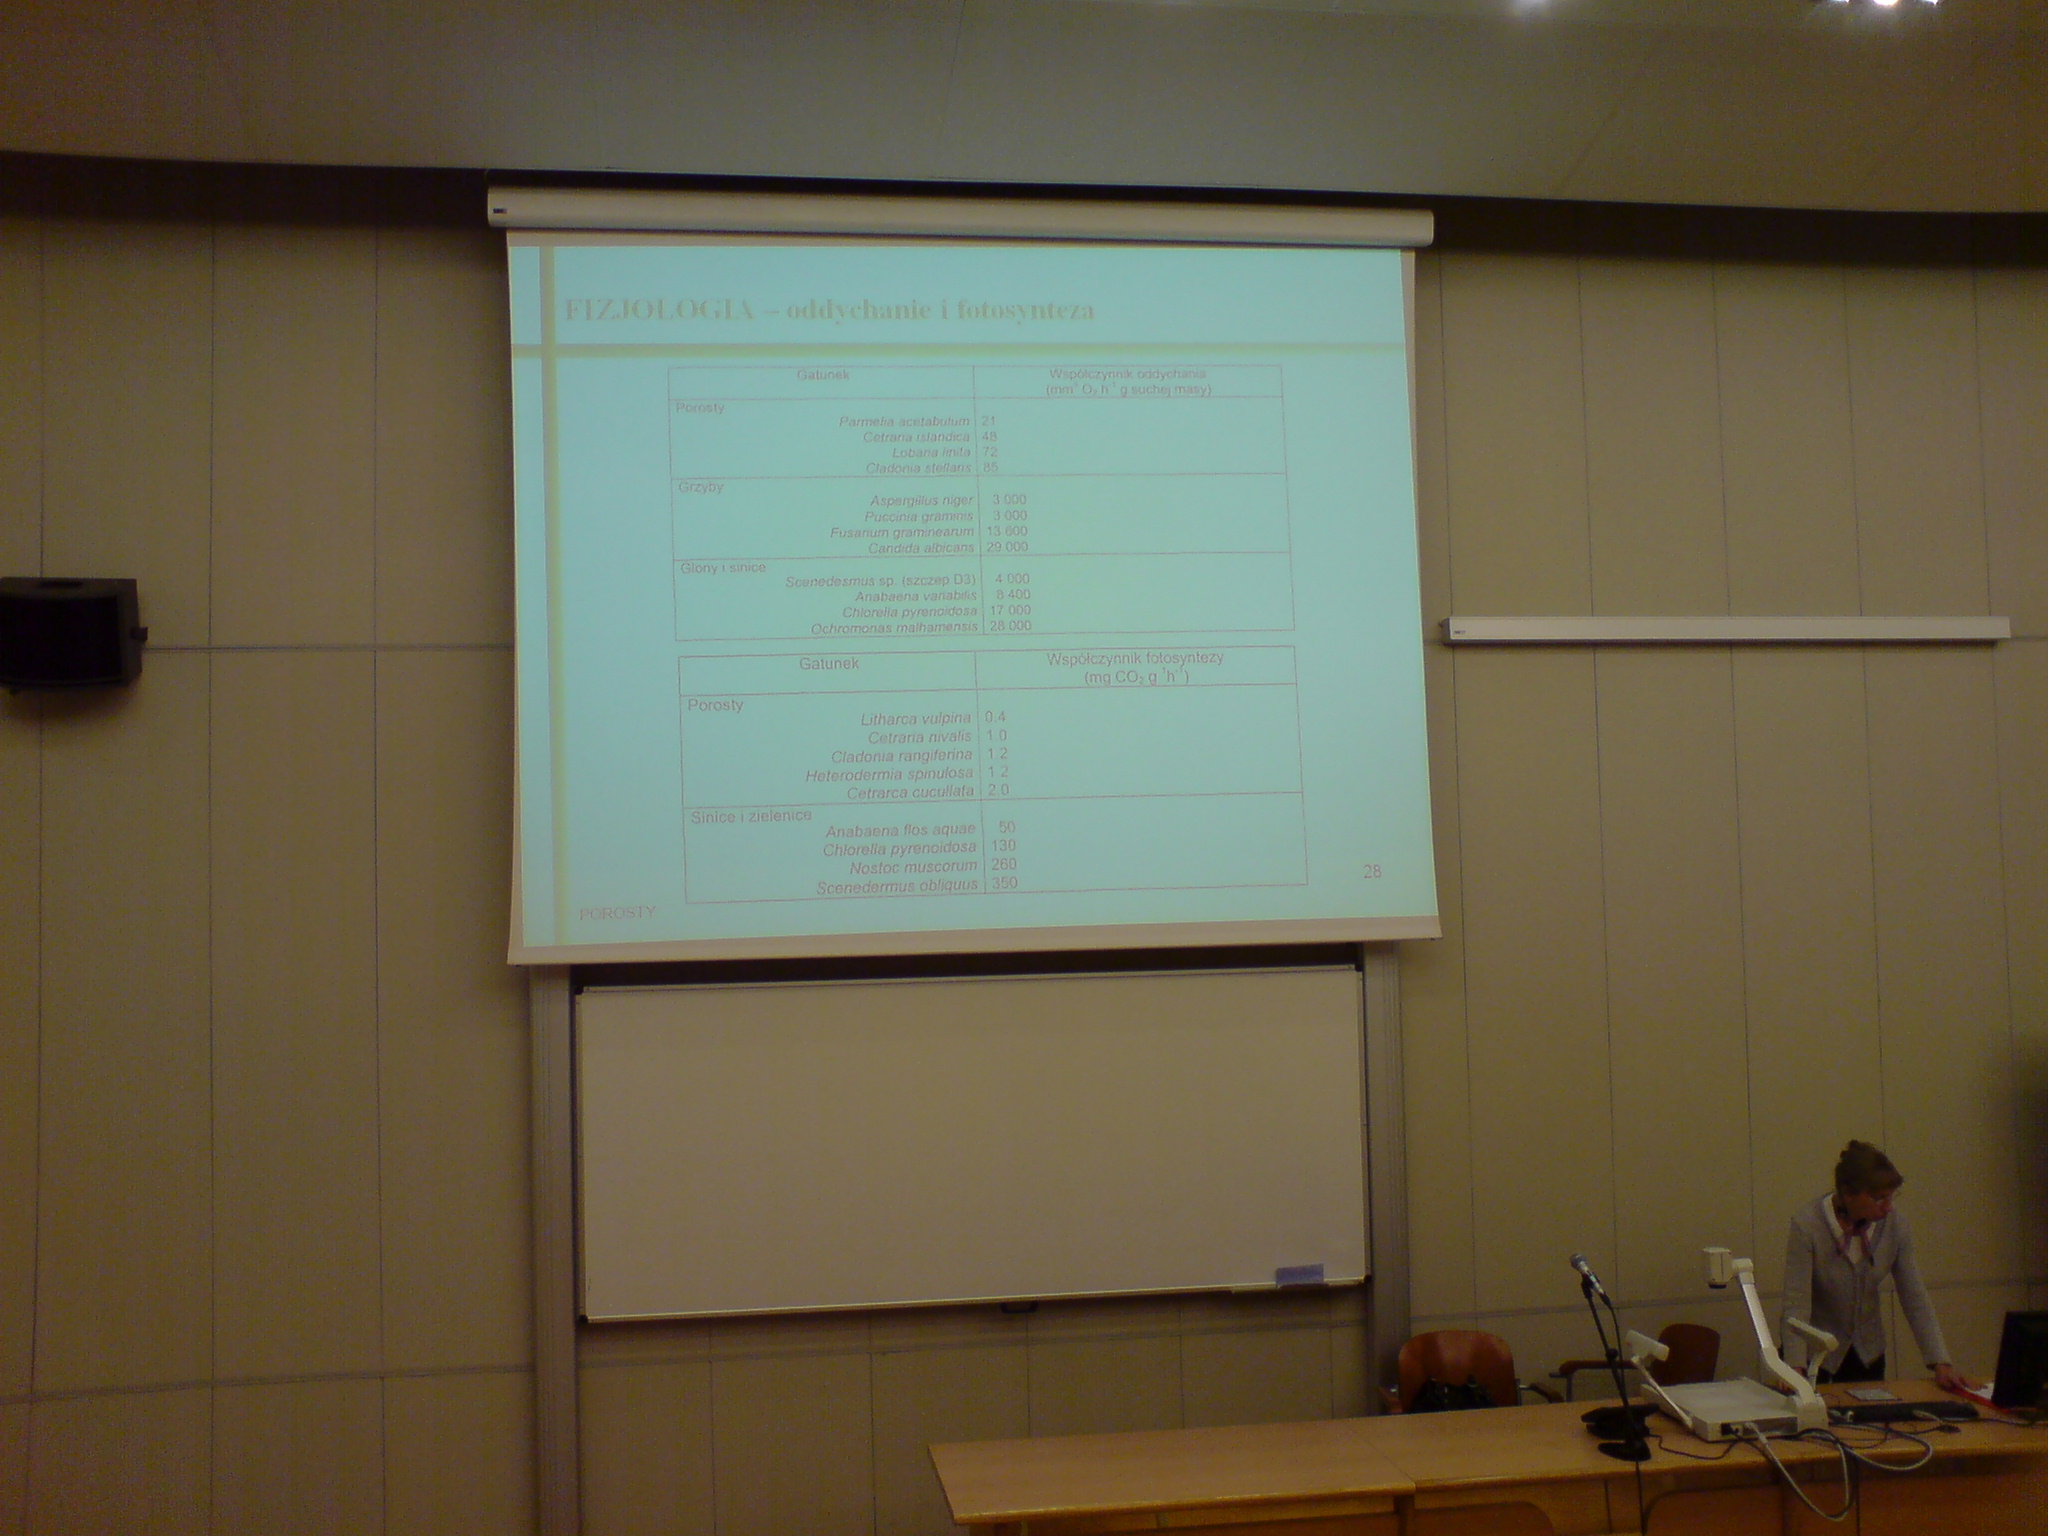 FIZJOLOGIA – oddychanie i fotosynteza
Gatunek Współczynnik oddychania
(mm³ O₂ h⁻¹ g suchej masy)
Porosty
Parmelia acetabulum 21
Cetraria islandica 48
Lobaria linita 72
Cladonia stellaris 85
Grzyby
Aspergillus niger 3 000
Puccinia graminis 3 000
Fusarium graminearum 13 600
Candida albicans 29 000
Glony i sinice
Scenedesmus sp. (szczep D3) 4 000
Anabaena variabilis 8 400
Chlorella pyrenoidosa 17 000
Ochromonas malhamensis 28 000
Gatunek Współczynnik fotosyntezy
(mg CO₂ g⁻¹h⁻¹)
Porosty
Litharca vulpina 0.4
Cetraria nivalis 1.0
Cladonia rangiferina 1.2
Heterodermia spinulosa 1.2
Cetrarca cucullata 2.0
Sinice i zielenice
Anabaena flos aquae 50
Chlorella pyrenoidosa 130
Nostoc muscorum 260
Scenedermus obliquus 350
28
POROSTY